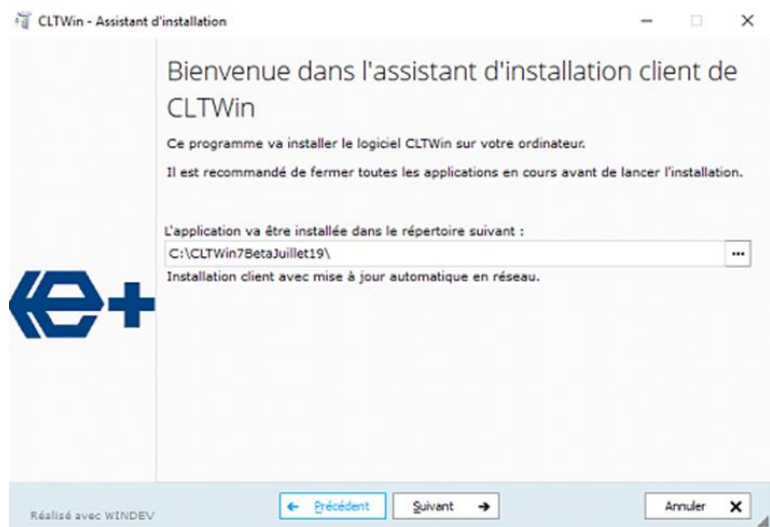 CLTWin - Assistant d'installation
Bienvenue dans l'assistant d'installation client de
CLTWin
Ce programme va installer le logiciel CLTWin sur votre ordinateur.
Il est recommandé de fermer toutes les applications en cours avant de lancer l'installation.
L'application va être installée dans le répertoire suivant :
C:\CLTWin7BetaJuillet19\
...
Installation client avec mise à jour automatique en réseau.
e+
Réalisé avec WINDEV
Précédent
Suivant
Annuler